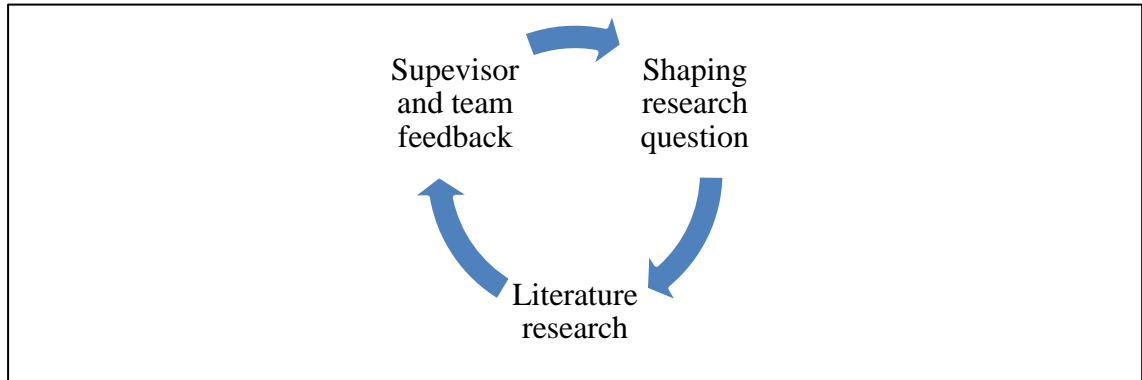 Supevisor
and team
feedback
Shaping
research
question
Literature
research